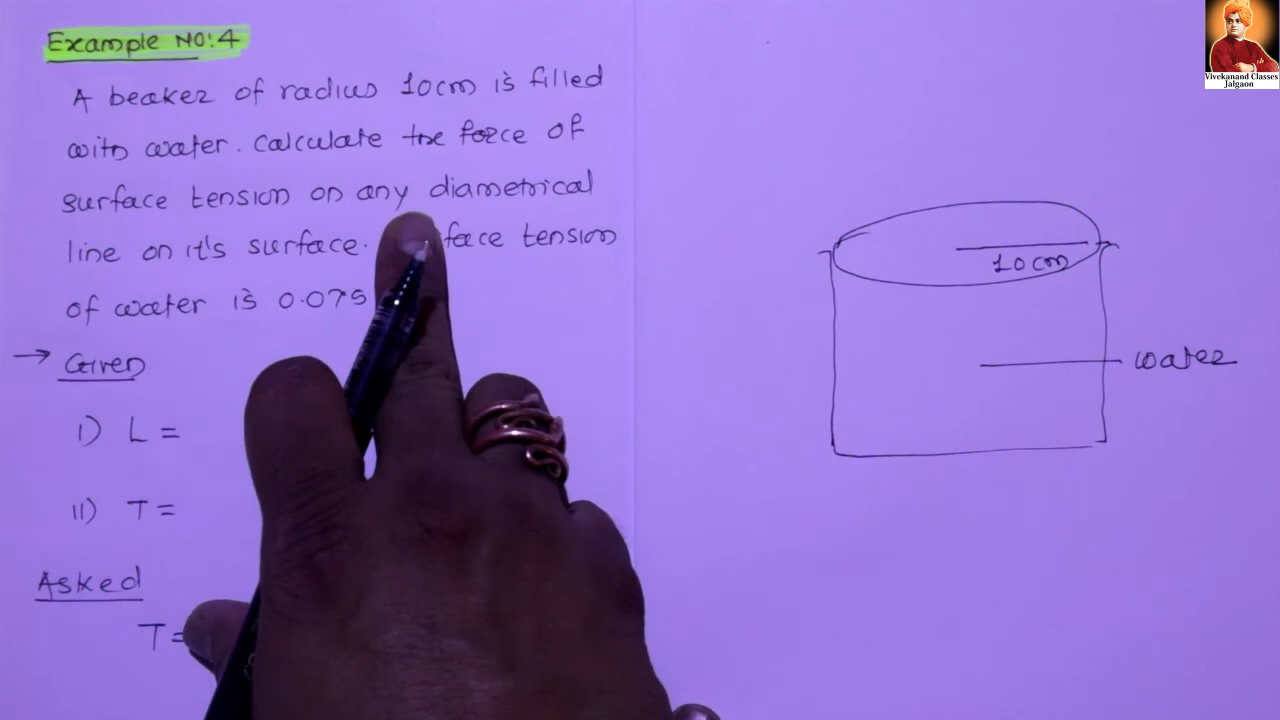 Example No:4
A beaker of radius 10cm is filled
with water. Calculate the force of
surface tension on any diametrical
line on it's surface. face tension
of water is 0.075
→ Given
i) L =
ii) T =
Asked
T=
10cm
water
Vivekanand Classes
Jalgaon